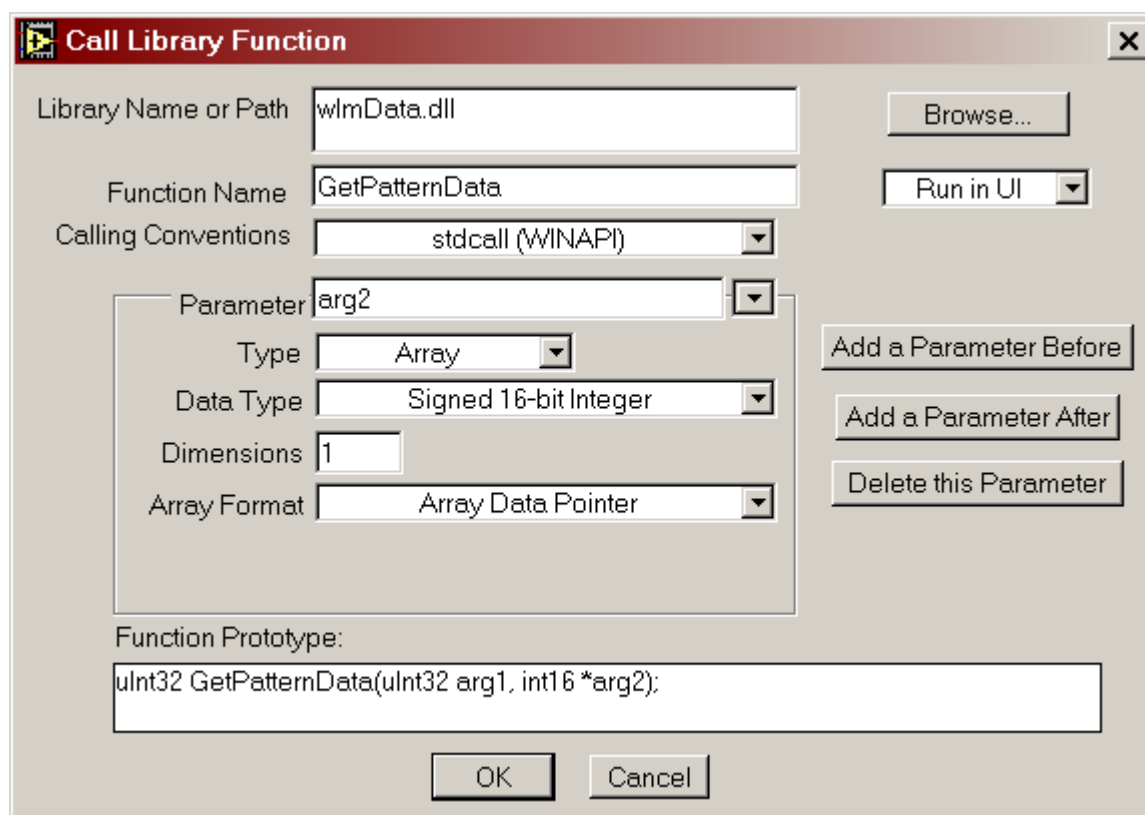 Call Library Function
Library Name or Path wlmData.dll Browse...
Function Name GetPatternData Run in UI
Calling Conventions stdcall (WINAPI)
Parameter arg2
Type Array Add a Parameter Before
Data Type Signed 16-bit Integer
Dimensions 1 Add a Parameter After
Array Format Array Data Pointer Delete this Parameter
Function Prototype:
uInt32 GetPatternData(uInt32 arg1, int16 *arg2);
OK Cancel